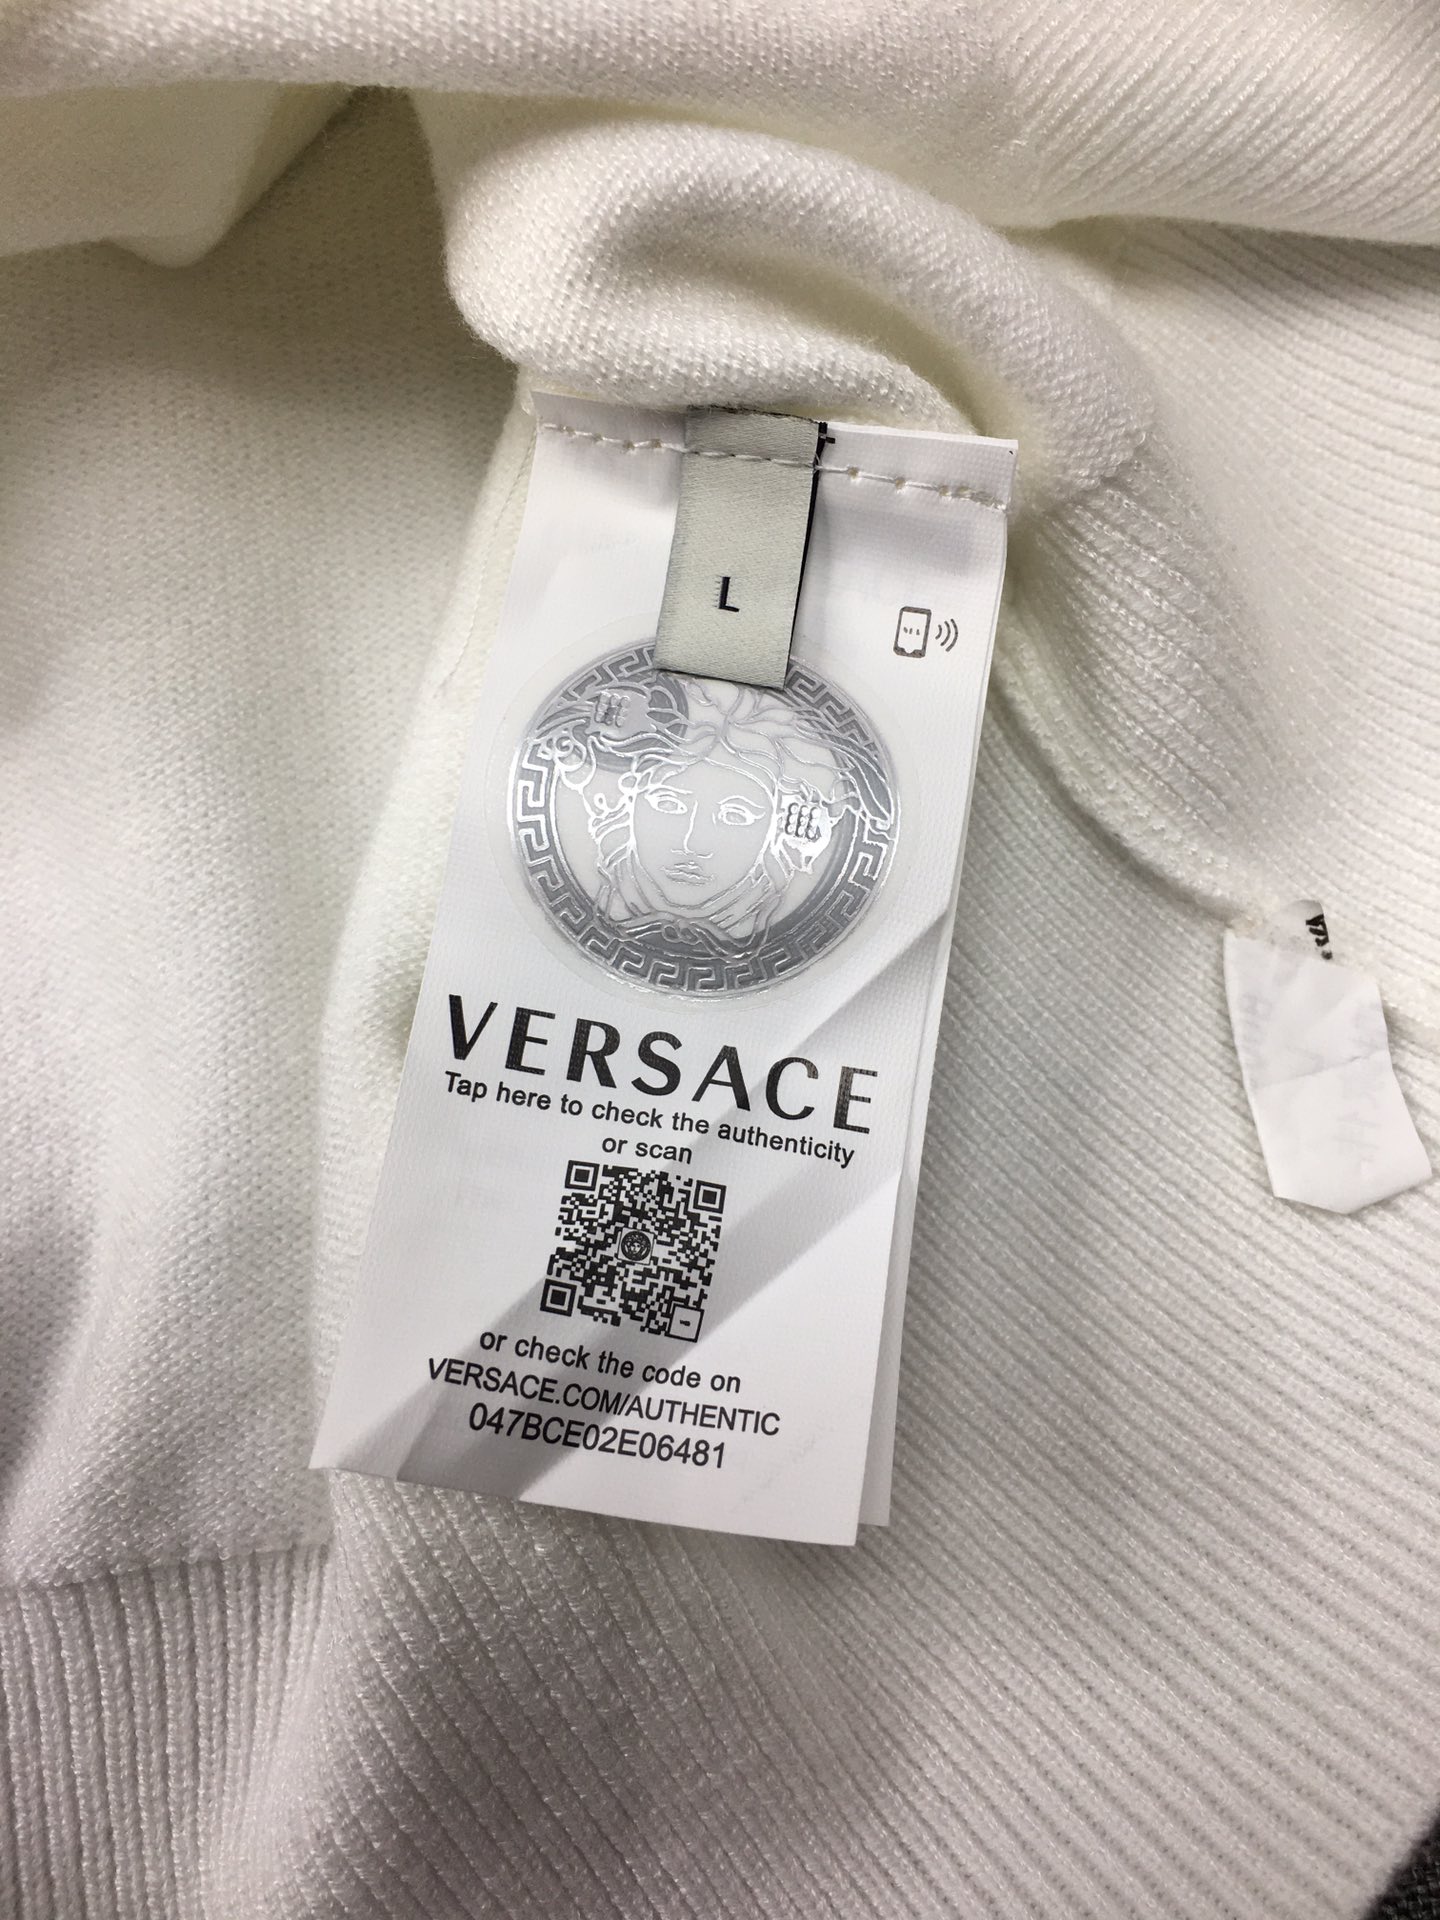 L
VERSACE
Tap here to check the authenticity
or scan
or check the code on
VERSACE.COM/AUTHENTIC
047BCE02E06481